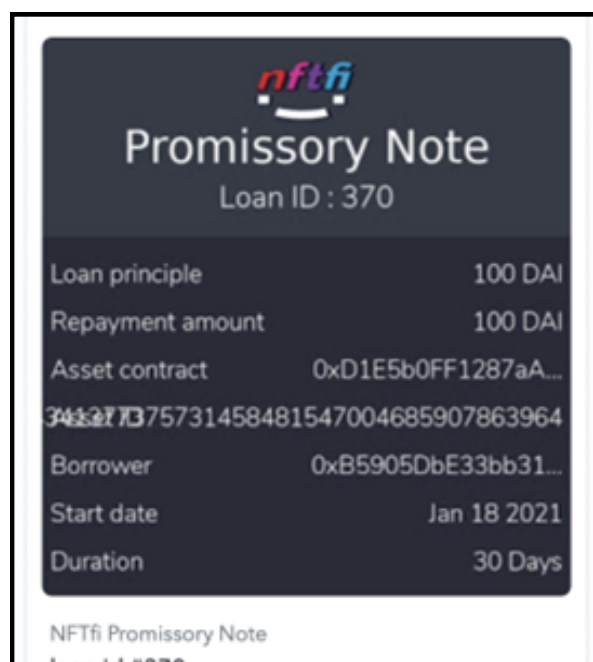 nftfi
Promissory Note
Loan ID : 370
Loan principle 100 DAI
Repayment amount 100 DAI
Asset contract 0xD1E5b0FF1287aA...
Borrower 0xB5905DbE33bb31...
Start date Jan 18 2021
Duration 30 Days
NFTfi Promissory Note